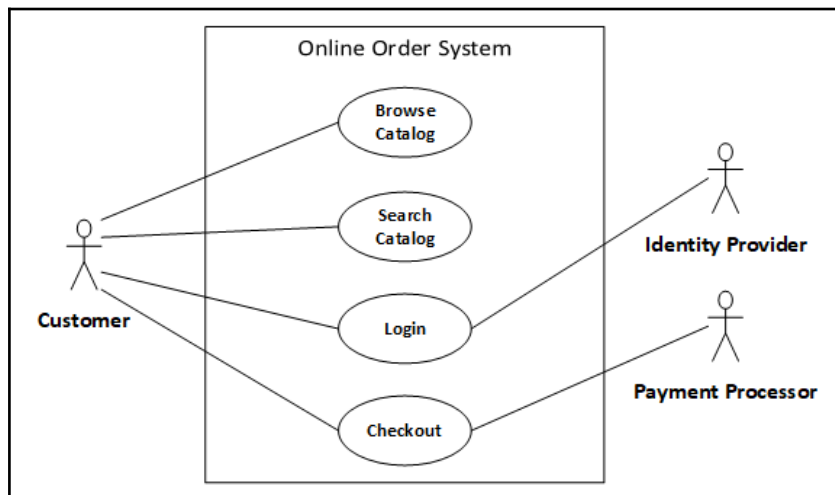 Online Order System
Browse
Catalog
Search
Catalog
Identity Provider
Customer
Login
Payment Processor
Checkout